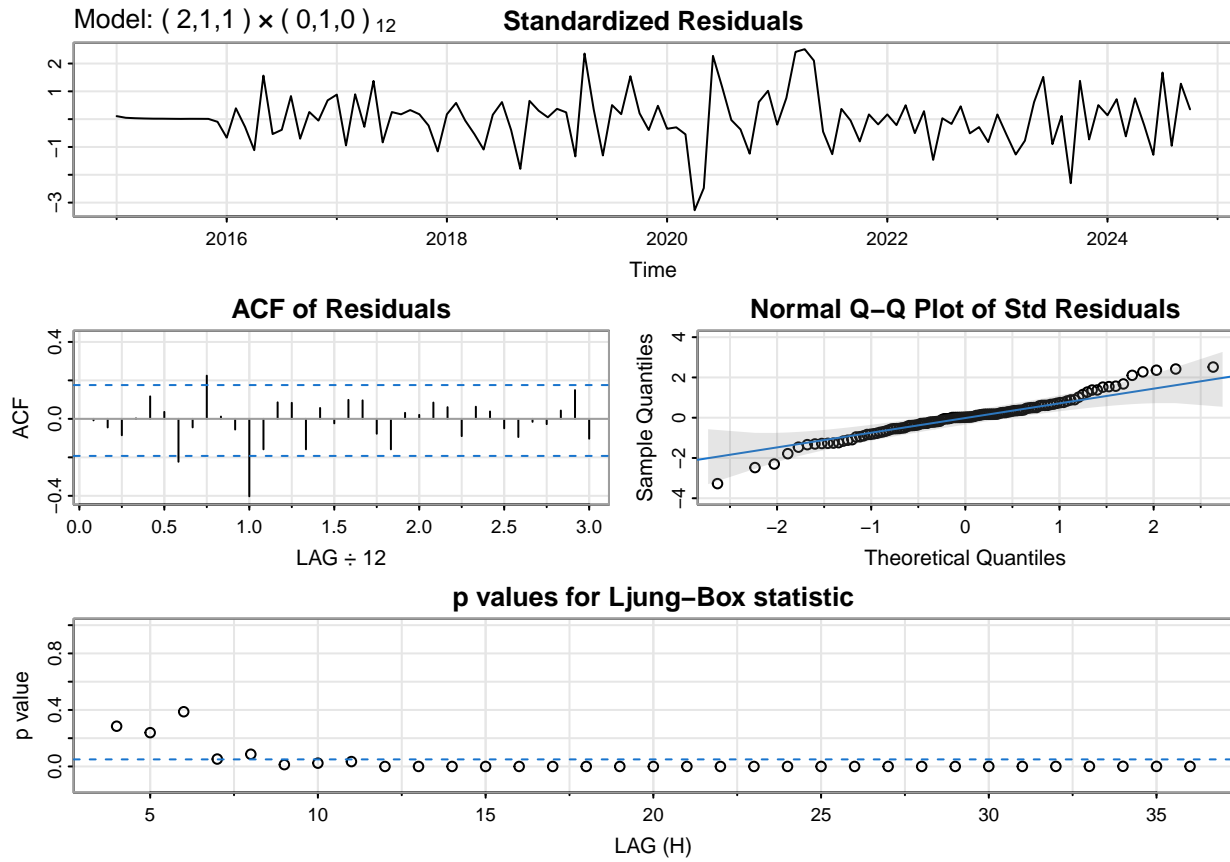 Model: ( 2,1,1 ) × ( 0,1,0 ) 12
Standardized Residuals
2
1
−1
−3
2016 2018 2020 2022 2024
Time
ACF of Residuals
ACF
0.4
0.0
−0.4
0.0 0.5 1.0 1.5 2.0 2.5 3.0
LAG ÷ 12
Normal Q−Q Plot of Std Residuals
Sample Quantiles
4
2
0
−2
−4
−2 −1 0 1 2
Theoretical Quantiles
p values for Ljung−Box statistic
p value
0.8
0.4
0.0
5 10 15 20 25 30 35
LAG (H)